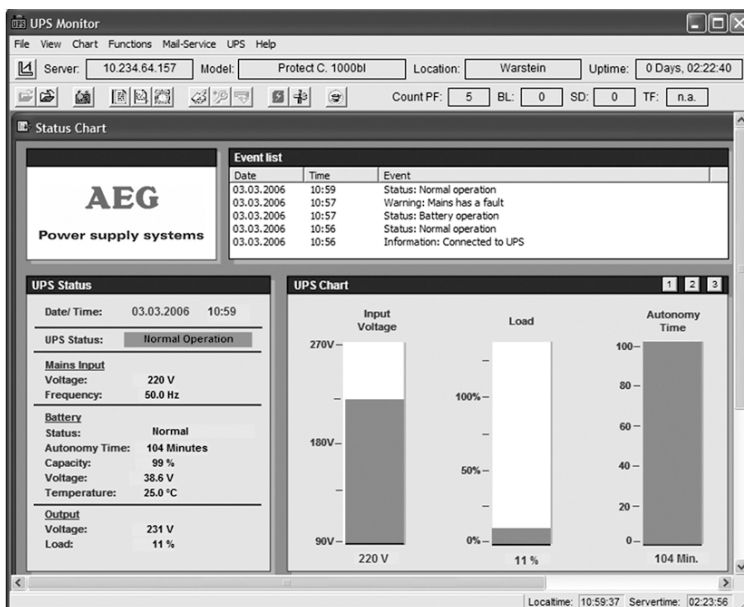 UPS Monitor
File View Chart Functions Mail-Service UPS Help
Server: 10.234.64.157 Model: Protect C. 1000bl Location: Warstein Uptime: 0 Days, 02:22:40
Count PF: 5 BL: 0 SD: 0 TF: n.a.
Status Chart
AEG
Power supply systems
Event list
Date Time Event
03.03.2006 10:59 Status: Normal operation
03.03.2006 10:57 Warning: Mains has a fault
03.03.2006 10:57 Status: Battery operation
03.03.2006 10:56 Status: Normal operation
03.03.2006 10:56 Information: Connected to UPS
UPS Status
Date/ Time: 03.03.2006 10:59
UPS Status: Normal Operation
Mains Input
Voltage: 220 V
Frequency: 50.0 Hz
Battery
Status: Normal
Autonomy Time: 104 Minutes
Capacity: 99 %
Voltage: 38.6 V
Temperature: 25.0 °C
Output
Voltage: 231 V
Load: 11 %
UPS Chart 1 2 3
Input
Voltage
270V
180V
90V
220 V
Load
100%
50%
0%
11 %
Autonomy
Time
100
80
60
40
20
0
104 Min.
Localtime: 10:59:37 Servertime: 02:23:56